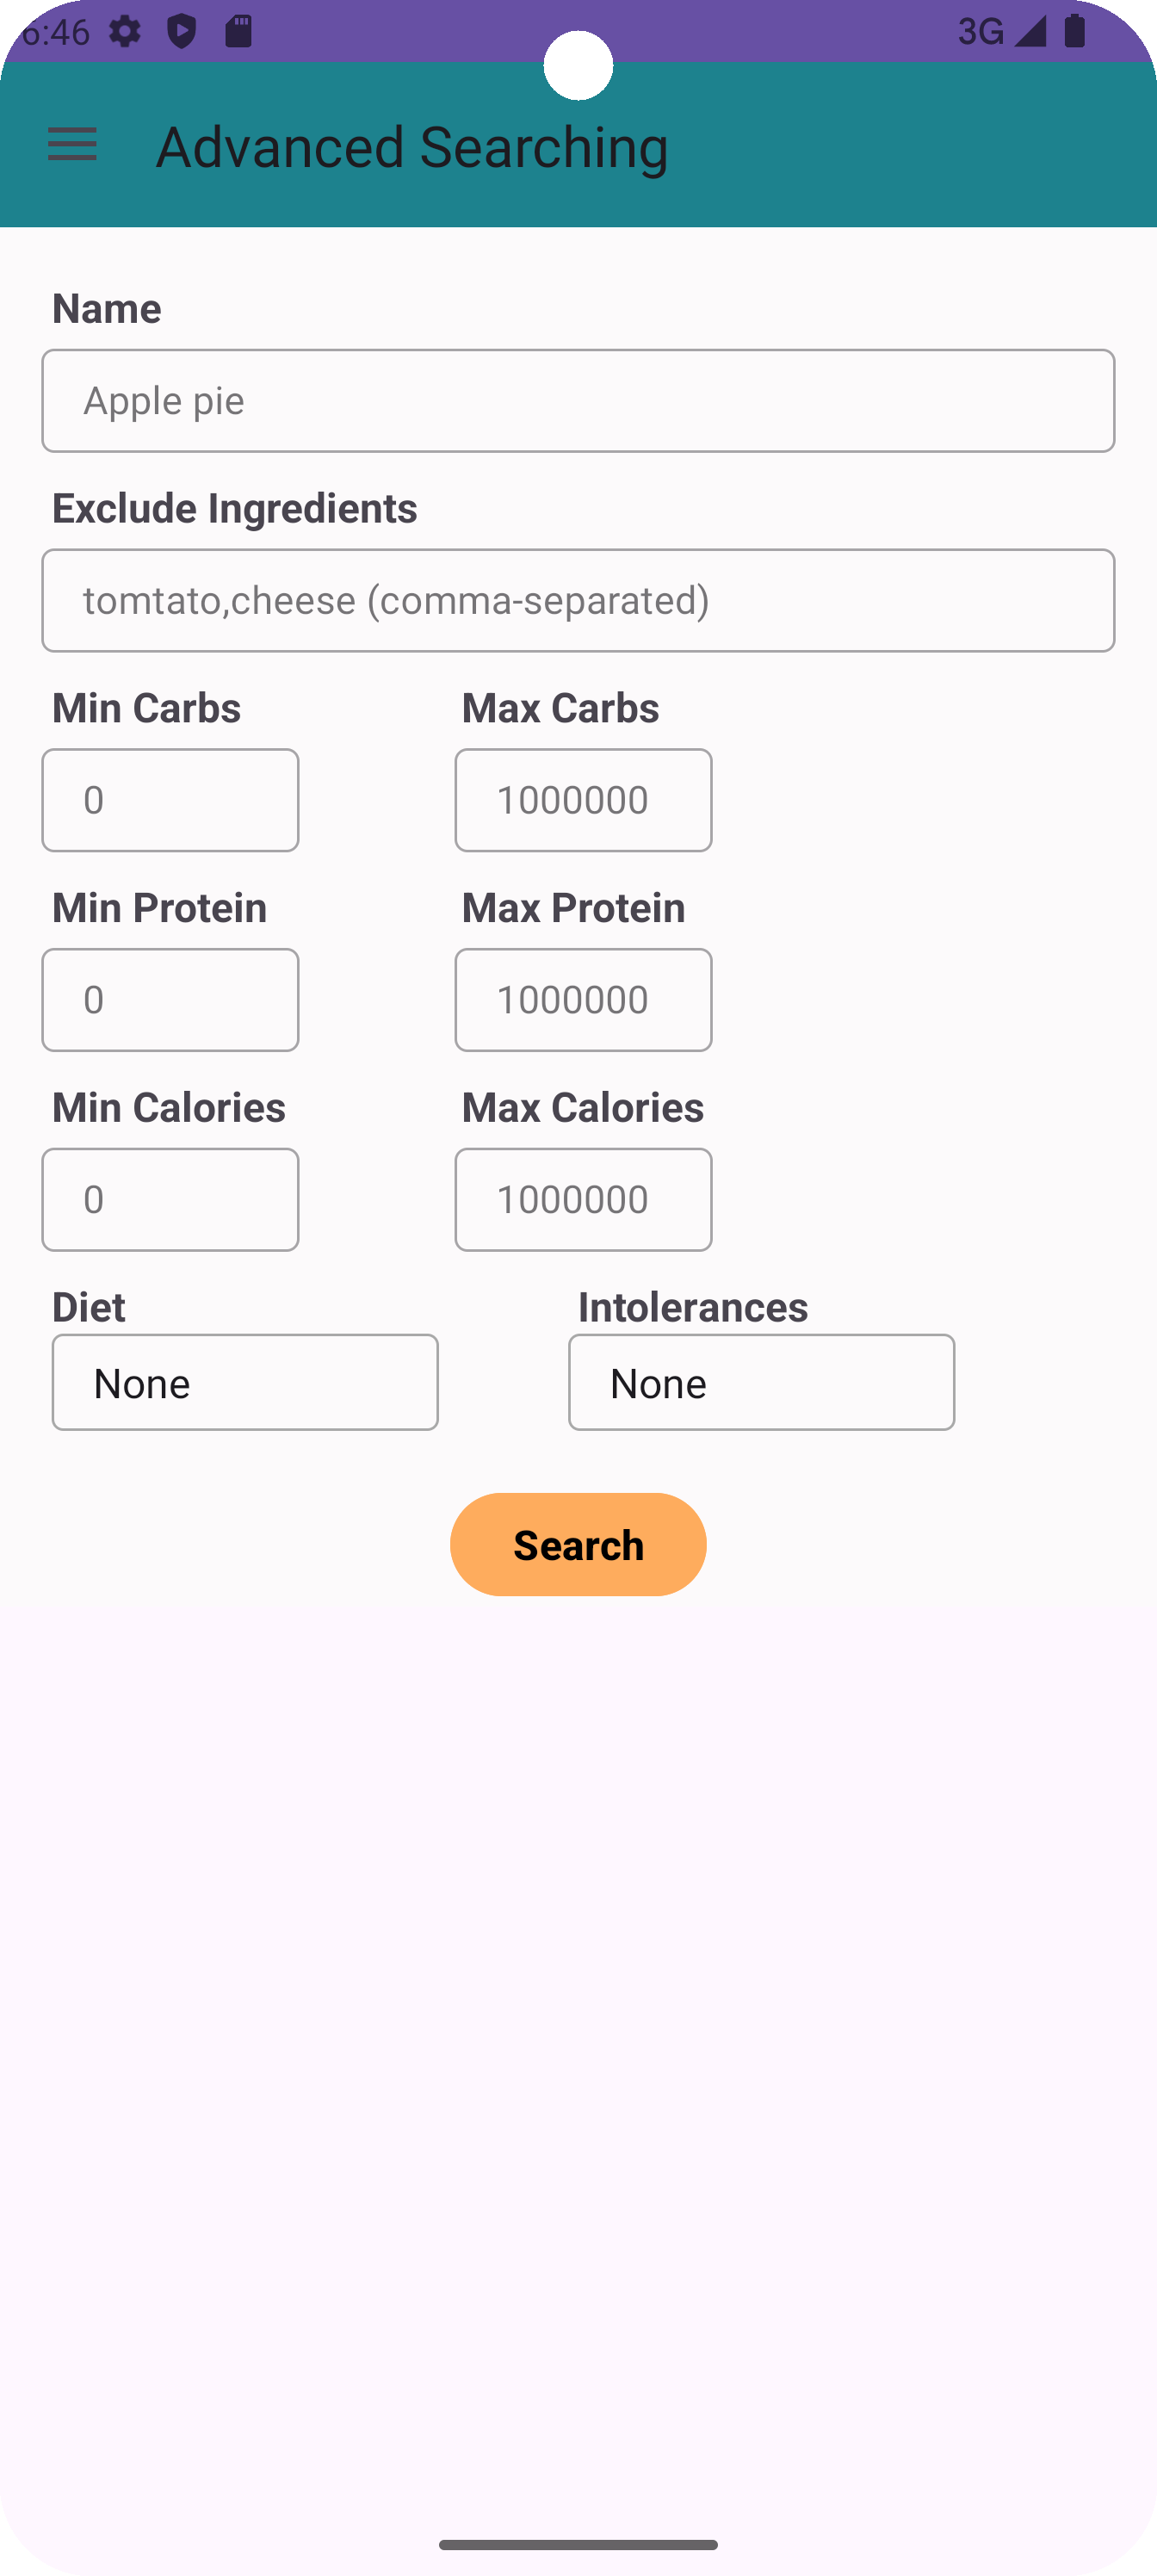 6:46 3G
Advanced Searching
Name
Apple pie
Exclude Ingredients
tomtato,cheese (comma-separated)
Min Carbs Max Carbs
0 1000000
Min Protein Max Protein
0 1000000
Min Calories Max Calories
0 1000000
Diet Intolerances
None None
Search